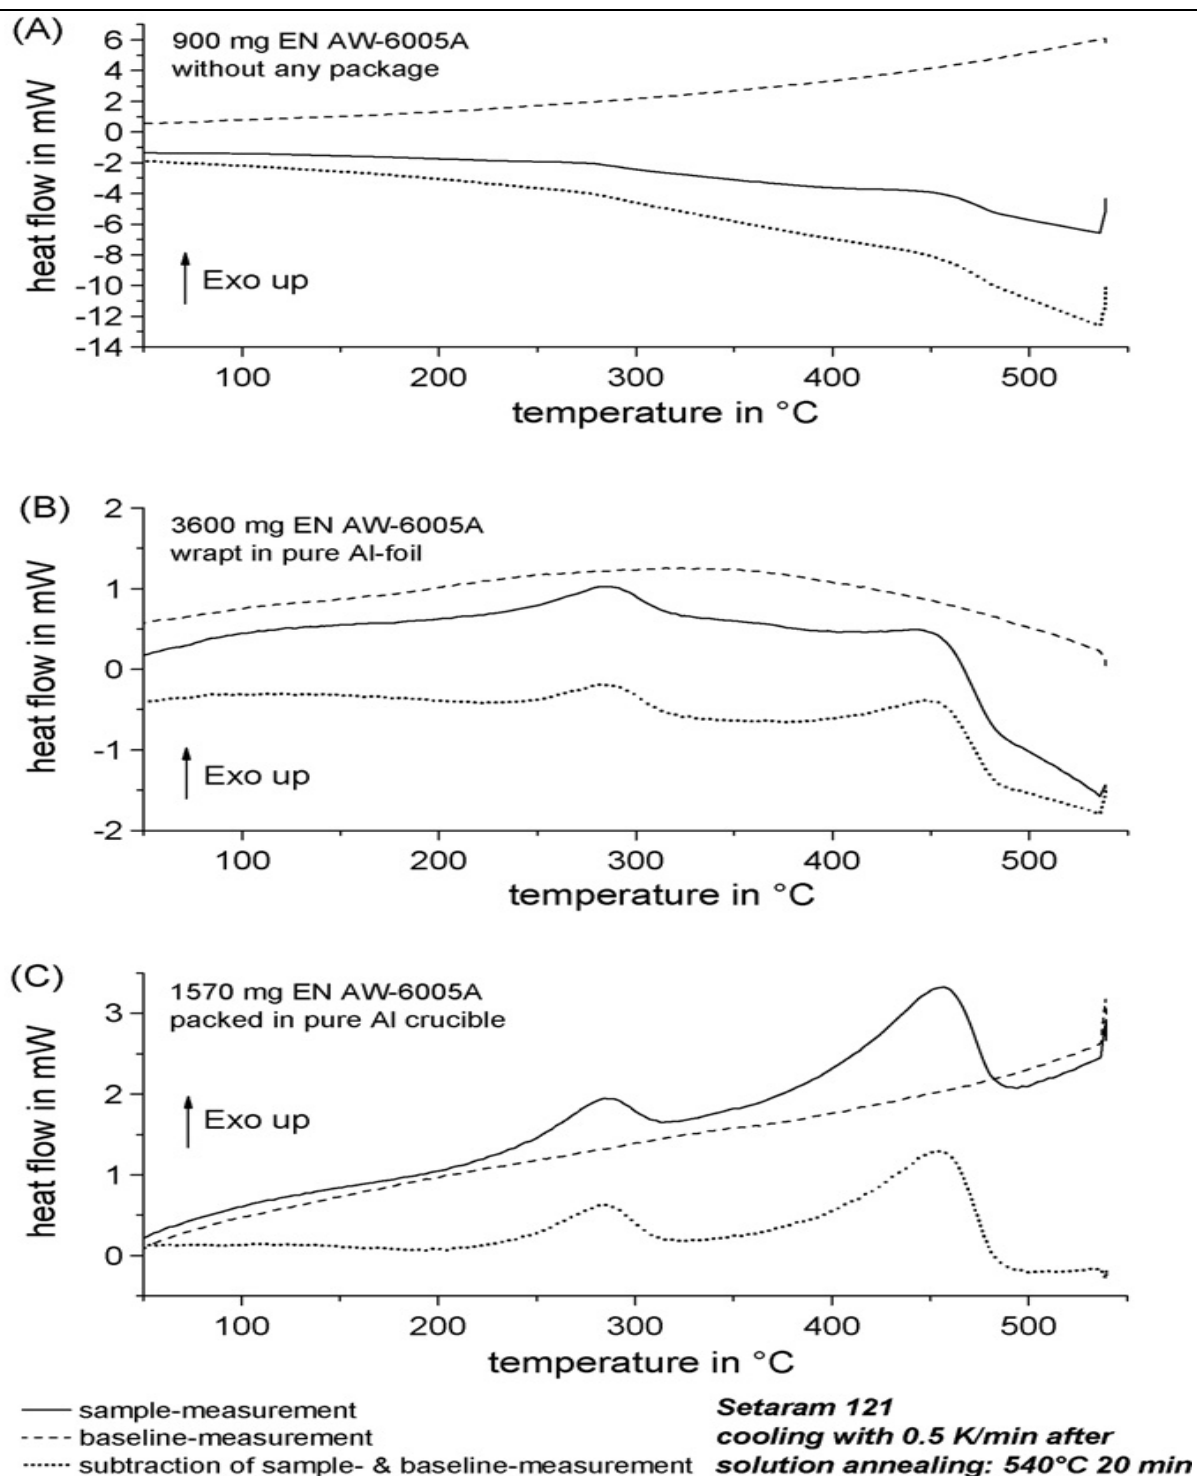 (A)
900 mg EN AW-6005A
without any package
6
4
2
0
-2
-4
-6
-8
-10
-12
-14
heat flow in mW
Exo up
100 200 300 400 500
temperature in °C
(B)
3600 mg EN AW-6005A
wrapt in pure Al-foil
2
1
0
-1
-2
heat flow in mW
Exo up
100 200 300 400 500
temperature in °C
(C)
1570 mg EN AW-6005A
packed in pure Al crucible
3
2
1
0
heat flow in mW
Exo up
100 200 300 400 500
temperature in °C
sample-measurement
baseline-measurement
subtraction of sample- & baseline-measurement
Setaram 121
cooling with 0.5 K/min after
solution annealing: 540°C 20 min